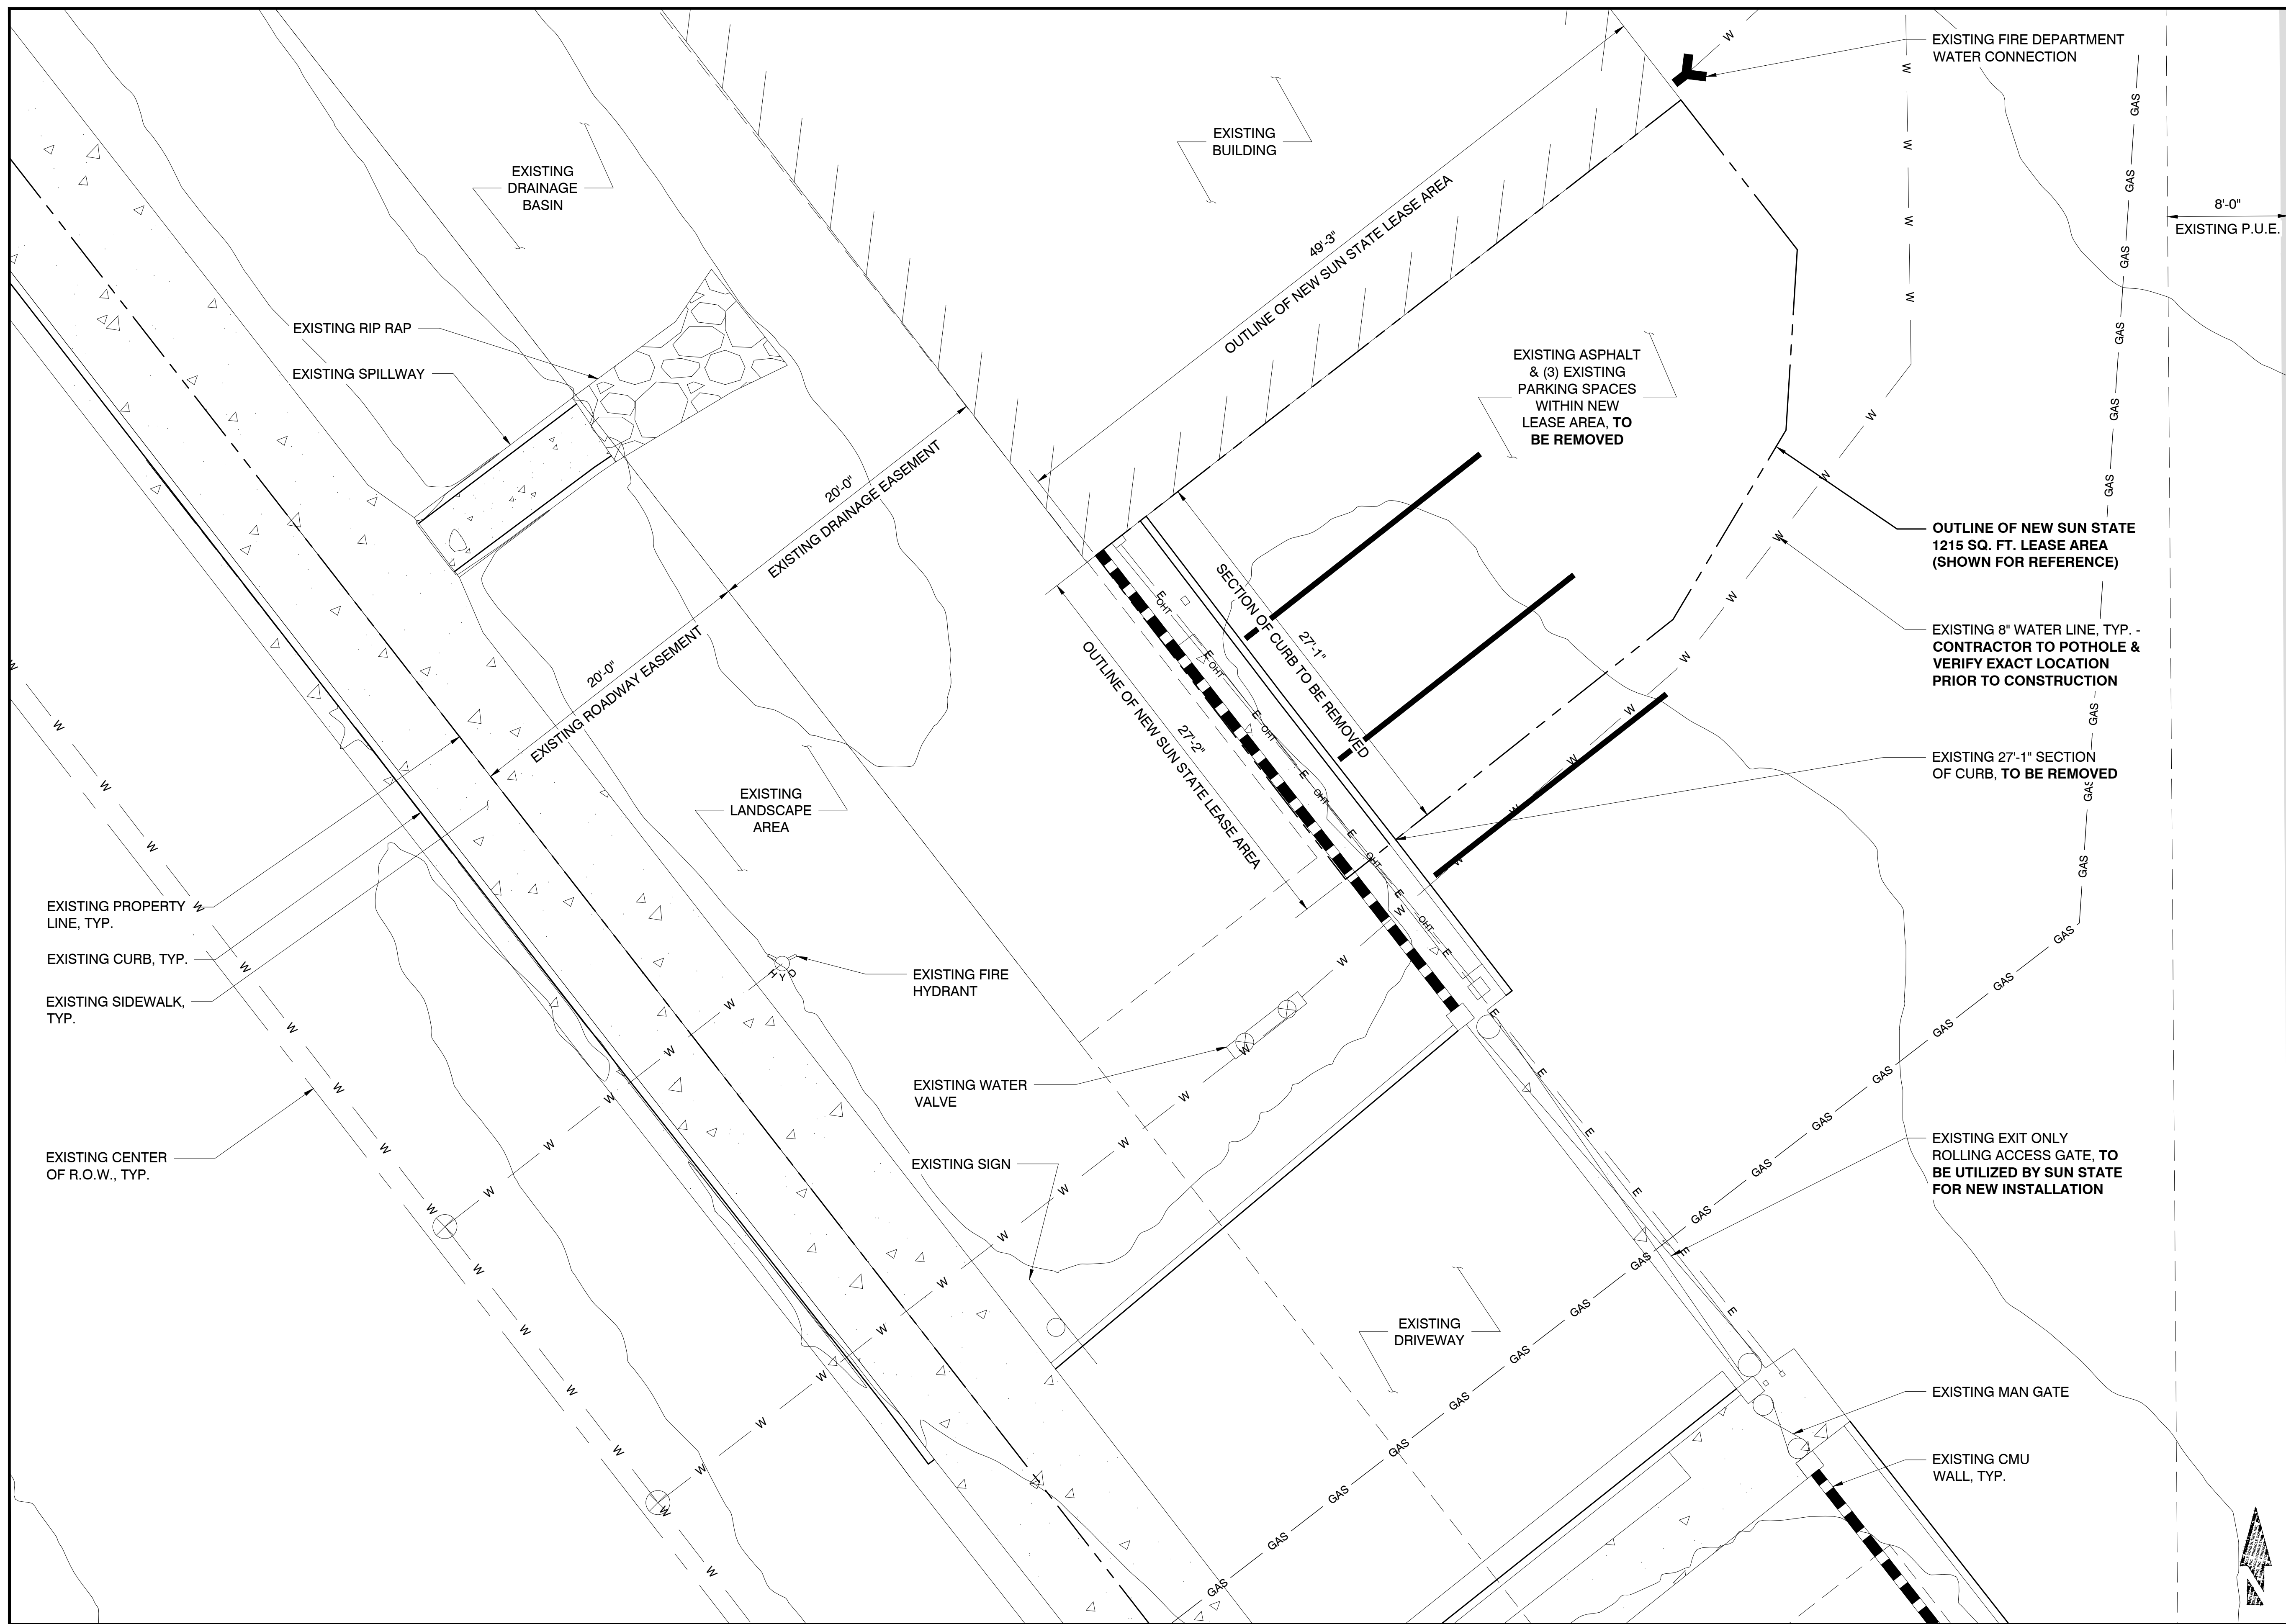 EXISTING FIRE DEPARTMENT
WATER CONNECTION
EXISTING
BUILDING
EXISTING
DRAINAGE
BASIN
8'-0"
EXISTING P.U.E.
49'-3"
OUTLINE OF NEW SUN STATE LEASE AREA
EXISTING RIP RAP
EXISTING SPILLWAY
EXISTING ASPHALT
& (3) EXISTING
PARKING SPACES
WITHIN NEW
LEASE AREA, TO
BE REMOVED
20'-0"
EXISTING DRAINAGE EASEMENT
OUTLINE OF NEW SUN STATE
1215 SQ. FT. LEASE AREA
(SHOWN FOR REFERENCE)
27'-1"
SECTION OF CURB TO BE REMOVED
20'-0"
EXISTING ROADWAY EASEMENT
27'-2"
OUTLINE OF NEW SUN STATE LEASE AREA
EXISTING 8" WATER LINE, TYP. -
CONTRACTOR TO POTHOLE &
VERIFY EXACT LOCATION
PRIOR TO CONSTRUCTION
EXISTING 27'-1" SECTION
OF CURB, TO BE REMOVED
EXISTING
LANDSCAPE
AREA
EXISTING PROPERTY
LINE, TYP.
EXISTING CURB, TYP.
EXISTING SIDEWALK,
TYP.
EXISTING FIRE
HYDRANT
HYD
EXISTING WATER
VALVE
EXISTING CENTER
OF R.O.W., TYP.
EXISTING SIGN
EXISTING EXIT ONLY
ROLLING ACCESS GATE, TO
BE UTILIZED BY SUN STATE
FOR NEW INSTALLATION
EXISTING
DRIVEWAY
EXISTING MAN GATE
EXISTING CMU
WALL, TYP.
W
GAS
E
OHT
N